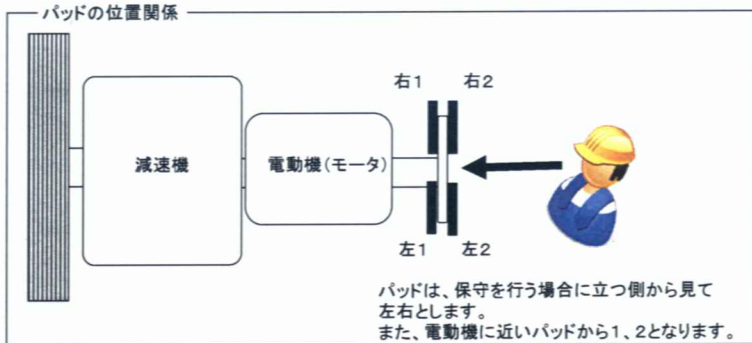 パッドの位置関係
右1 右2
減速機
電動機(モータ)
左1 左2
パッドは、保守を行う場合に立つ側から見て
左右とします。
また、電動機に近いパッドから1、2となります。